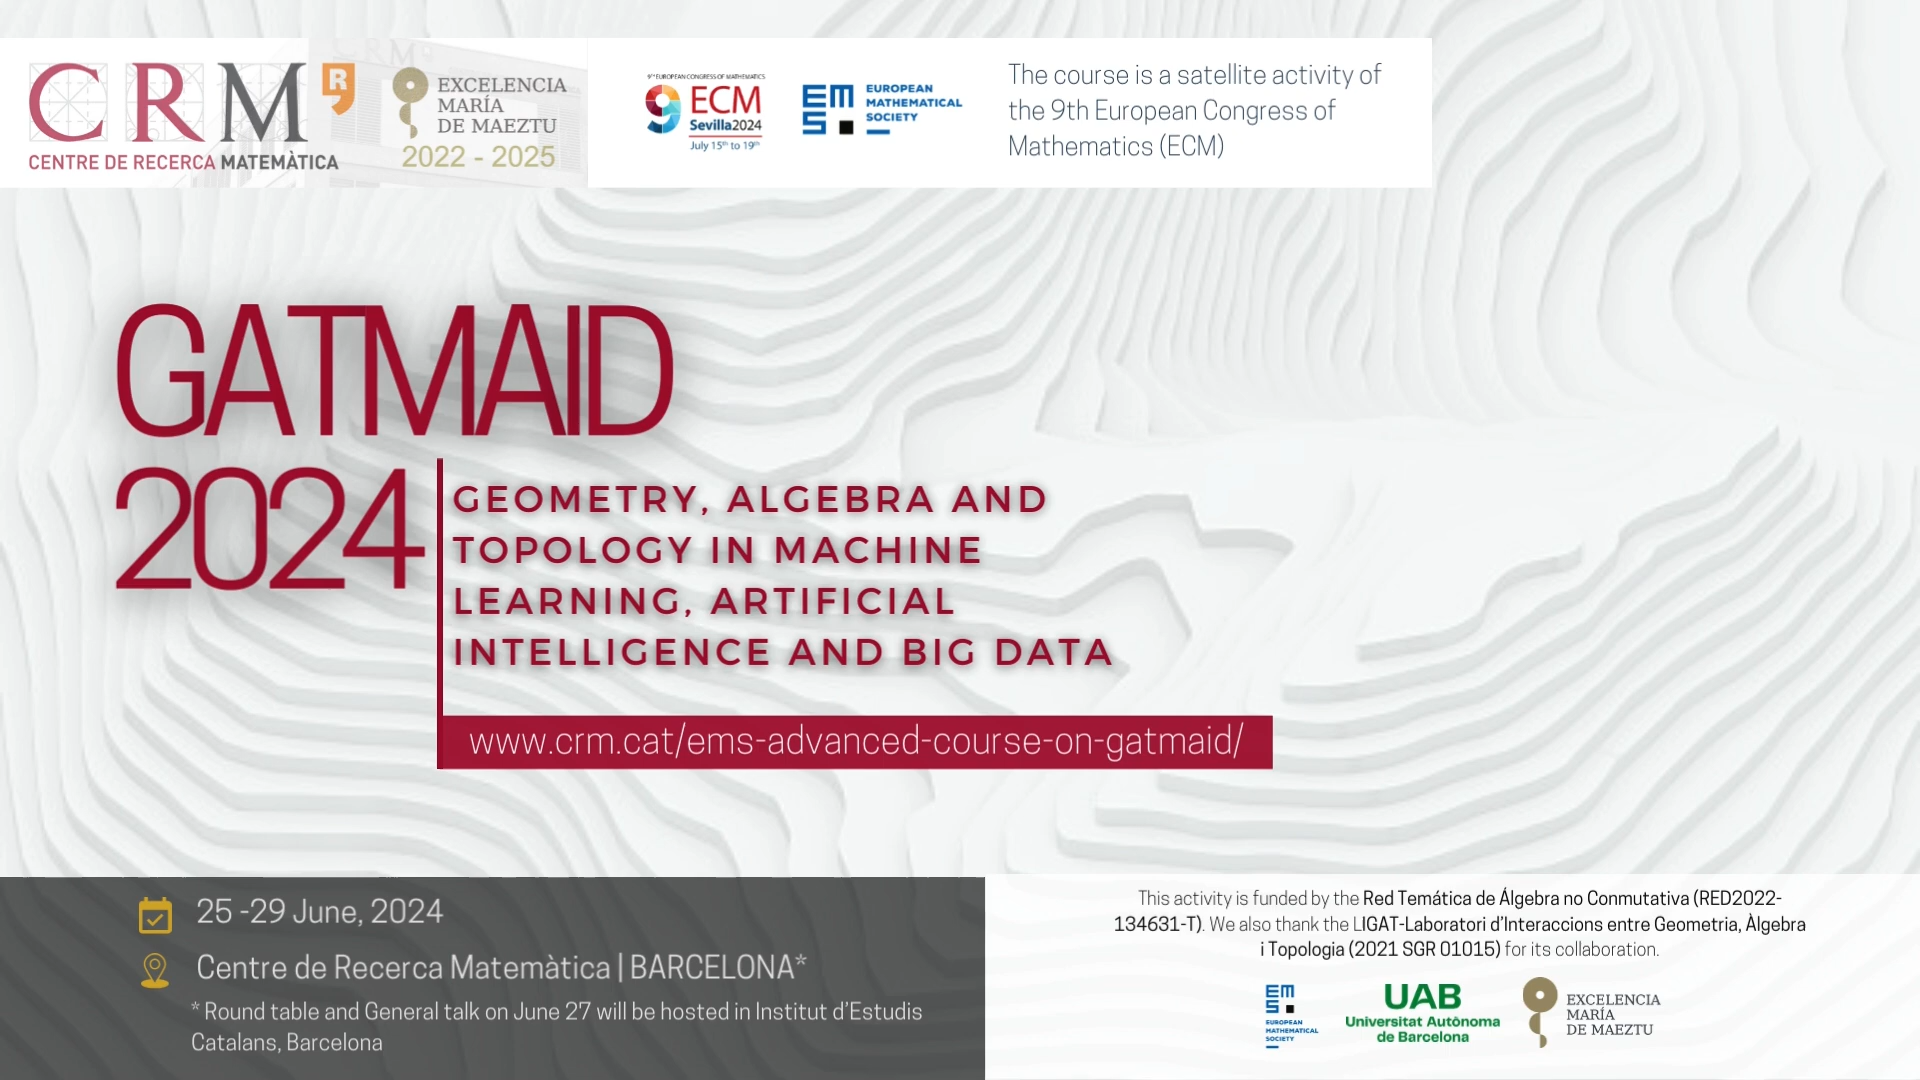 CRMR
CENTRE DE RECERCA MATEMÀTICA
EXCELENCIA
MARÍA
DE MAEZTU
2022 - 2025
9TH EUROPEAN CONGRESS OF MATHEMATICS
9 ECM
Sevilla2024
July 15th to 19th
EMS
EUROPEAN
MATHEMATICAL
SOCIETY
The course is a satellite activity of
the 9th European Congress of
Mathematics (ECM)
GATMAID
2024
GEOMETRY, ALGEBRA AND
TOPOLOGY IN MACHINE
LEARNING, ARTIFICIAL
INTELLIGENCE AND BIG DATA
www.crm.cat/ems-advanced-course-on-gatmaid/
25 -29 June, 2024
Centre de Recerca Matemàtica | BARCELONA*
* Round table and General talk on June 27 will be hosted in Institut d'Estudis
Catalans, Barcelona
This activity is funded by the Red Temática de Álgebra no Conmutativa (RED2022-
134631-T). We also thank the LIGAT-Laboratori d'Interaccions entre Geometria, Àlgebra
i Topologia (2021 SGR 01015) for its collaboration.
EMS
EUROPEAN
MATHEMATICAL
SOCIETY
UAB
Universitat Autònoma
de Barcelona
EXCELENCIA
MARÍA
DE MAEZTU